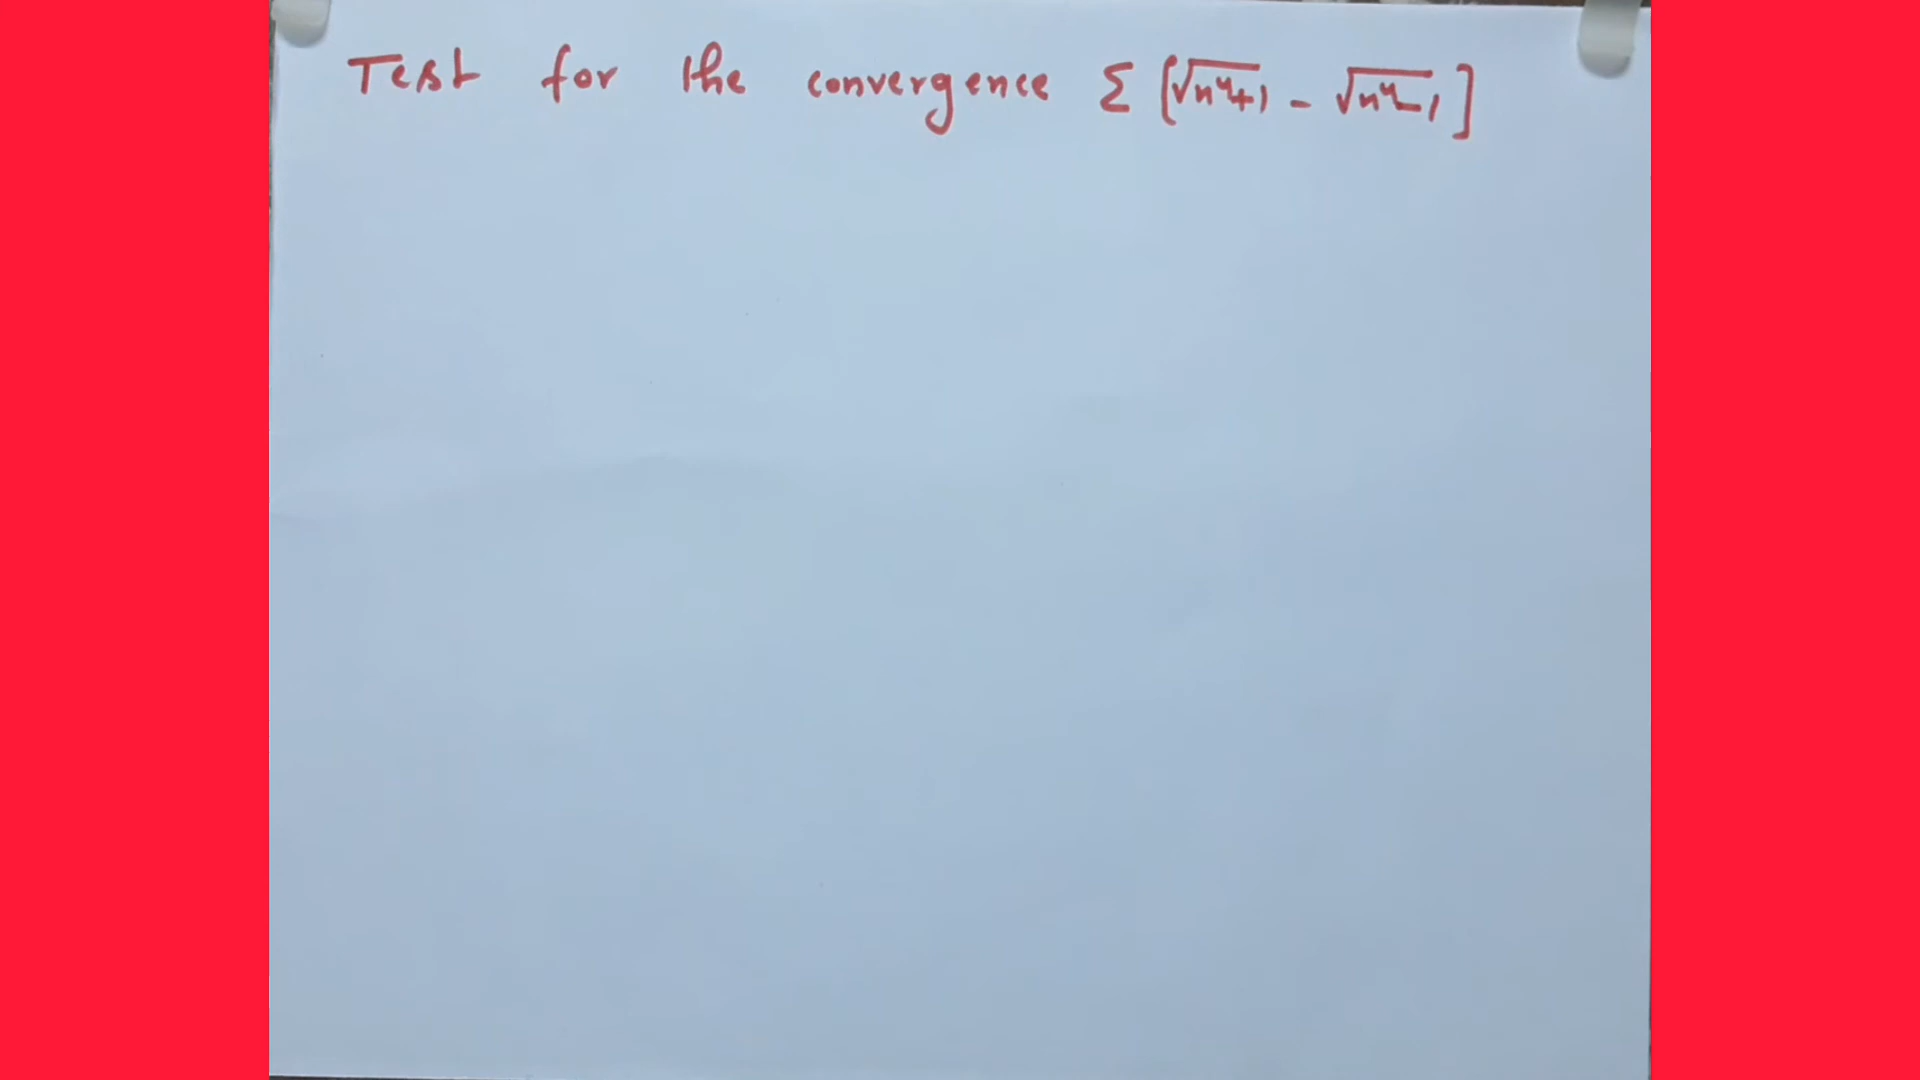 Test for the convergence Σ [√n⁴+1 - √n⁴-1]